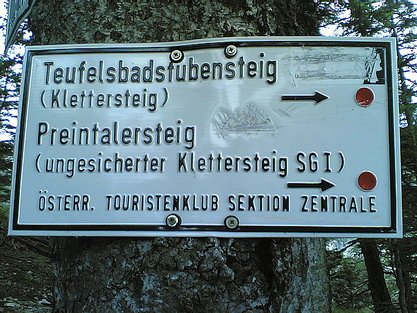 Teufelsbadstubensteig
(Klettersteig)
Preintalersteig
(ungesicherter Klettersteig SG I)
ÖSTERR. TOURISTENKLUB SEKTION ZENTRALE